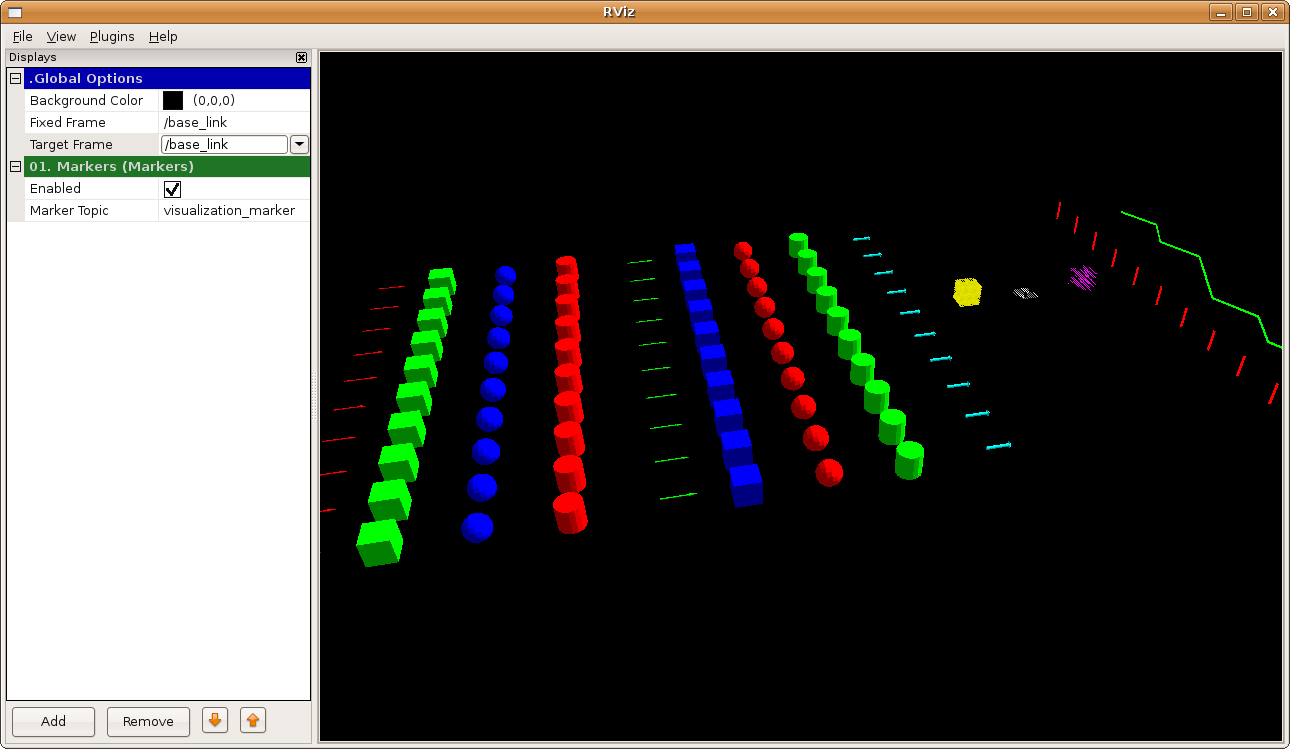 RViz
File View Plugins Help
Displays
.Global Options
Background Color (0,0,0)
Fixed Frame /base_link
Target Frame /base_link
01. Markers (Markers)
Enabled
Marker Topic visualization_marker
Add Remove